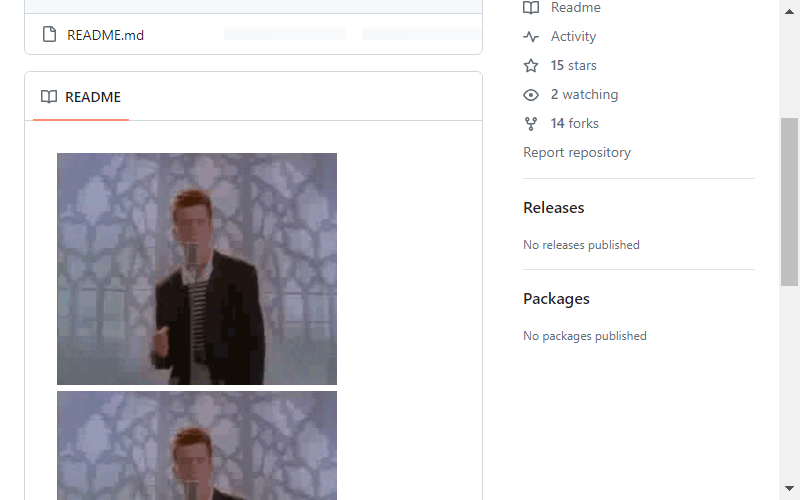 README.md
README
Readme
Activity
15 stars
2 watching
14 forks
Report repository
Releases
No releases published
Packages
No packages published